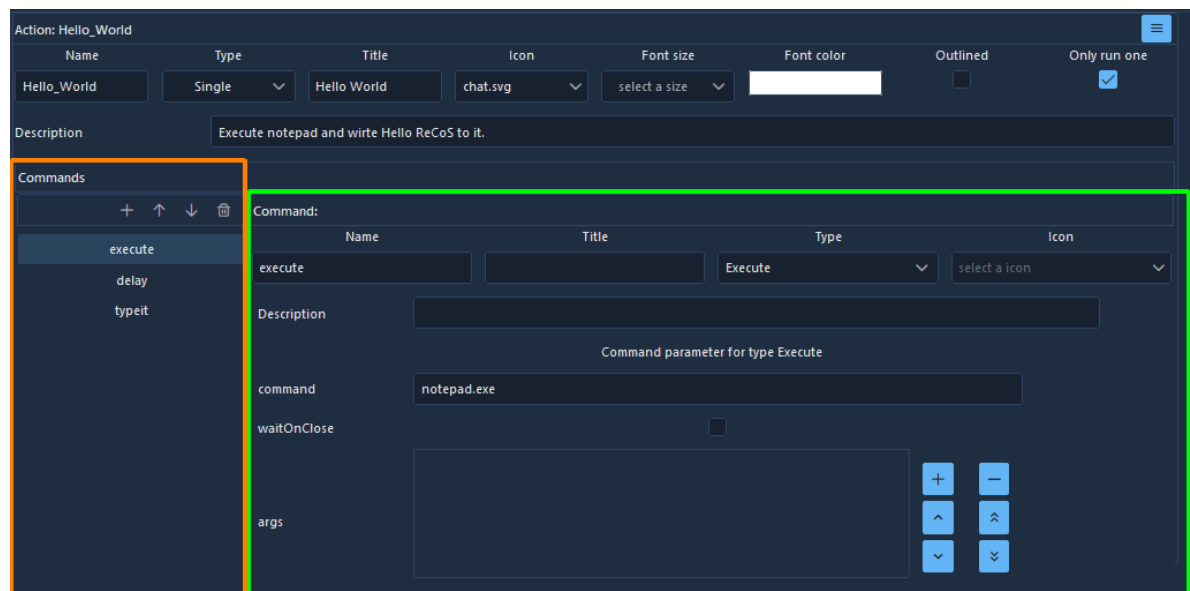 Action: Hello_World
Name Type Title Icon Font size Font color Outlined Only run one
Hello_World Single Hello World chat.svg select a size
Description Execute notepad and wirte Hello ReCoS to it.
Commands
Command:
Name Title Type Icon
execute
execute Execute select a icon
delay
typeit
Description
Command parameter for type Execute
command notepad.exe
waitOnClose
args